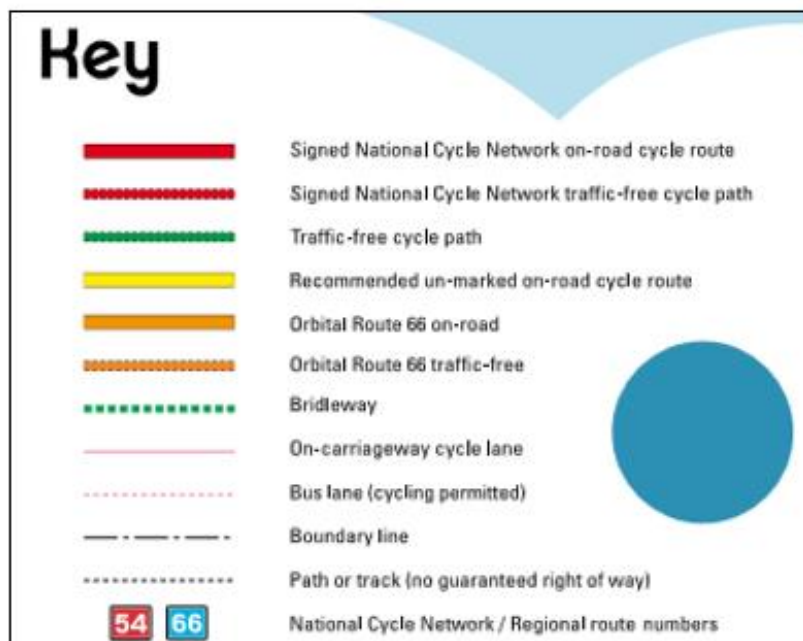 Key
Signed National Cycle Network on-road cycle route
Signed National Cycle Network traffic-free cycle path
Traffic-free cycle path
Recommended un-marked on-road cycle route
Orbital Route 66 on-road
Orbital Route 66 traffic-free
Bridleway
On-carriageway cycle lane
Bus lane (cycling permitted)
Boundary line
Path or track (no guaranteed right of way)
54 66 National Cycle Network / Regional route numbers